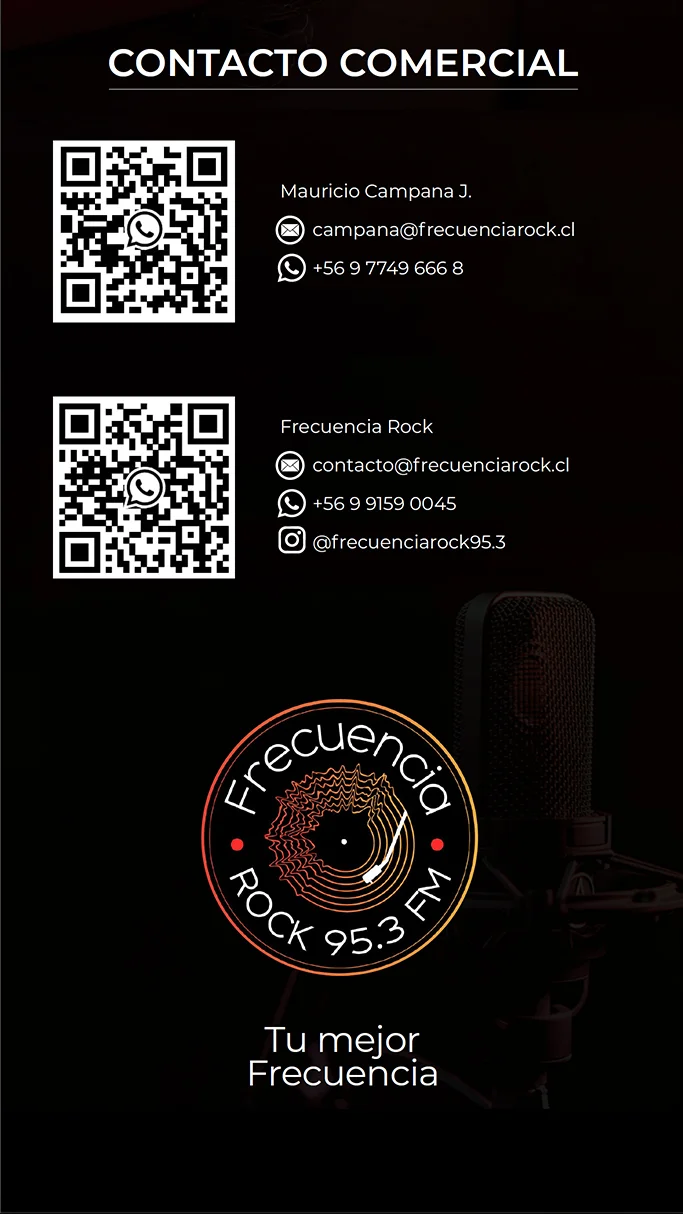 CONTACTO COMERCIAL
Mauricio Campana J.
campana@frecuenciarock.cl
+56 9 7749 666 8
Frecuencia Rock
contacto@frecuenciarock.cl
+56 9 9159 0045
@frecuenciarock95.3
Frecuencia
ROCK 95.3 FM
Tu mejor
Frecuencia